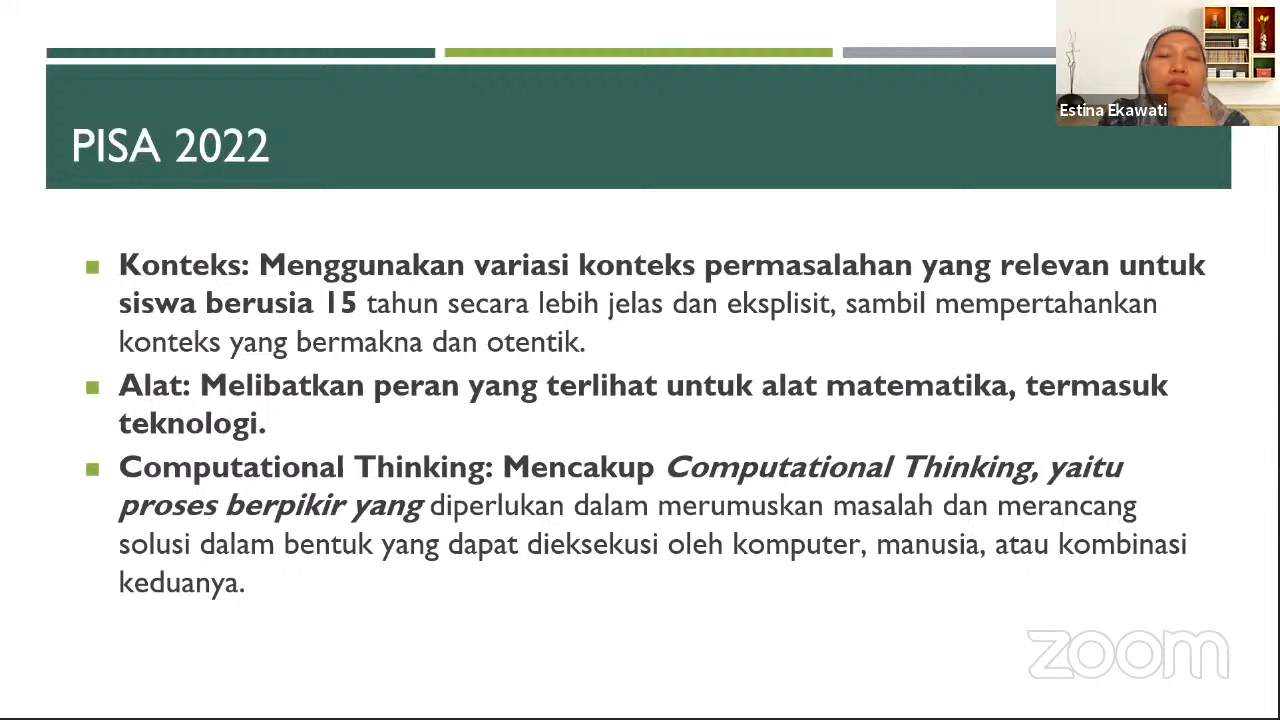 Estina Ekawati
PISA 2022
Konteks: Menggunakan variasi konteks permasalahan yang relevan untuk
siswa berusia 15 tahun secara lebih jelas dan eksplisit, sambil mempertahankan
konteks yang bermakna dan otentik.
Alat: Melibatkan peran yang terlihat untuk alat matematika, termasuk
teknologi.
Computational Thinking: Mencakup Computational Thinking, yaitu
proses berpikir yang diperlukan dalam merumuskan masalah dan merancang
solusi dalam bentuk yang dapat dieksekusi oleh komputer, manusia, atau kombinasi
keduanya.
zoom